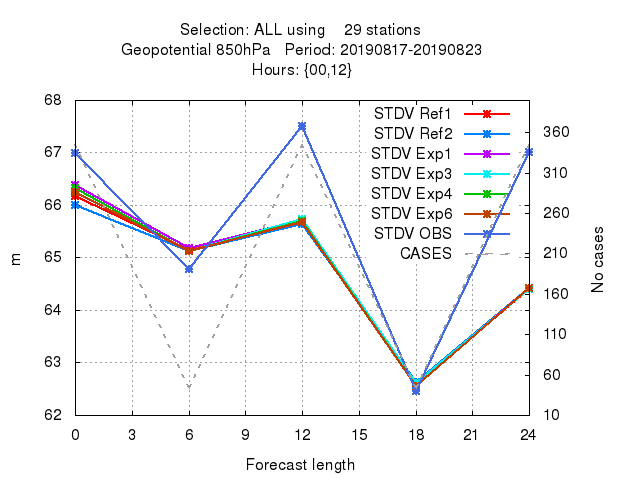 Selection: ALL using    29 stations
Geopotential 850hPa   Period: 20190817-20190823
Hours: {00,12}
68
67
66
65
64
63
62
m
0 3 6 9 12 15 18 21 24
Forecast length
360
310
260
210
160
110
60
10
No cases
STDV Ref1
STDV Ref2
STDV Exp1
STDV Exp3
STDV Exp4
STDV Exp6
STDV OBS
CASES